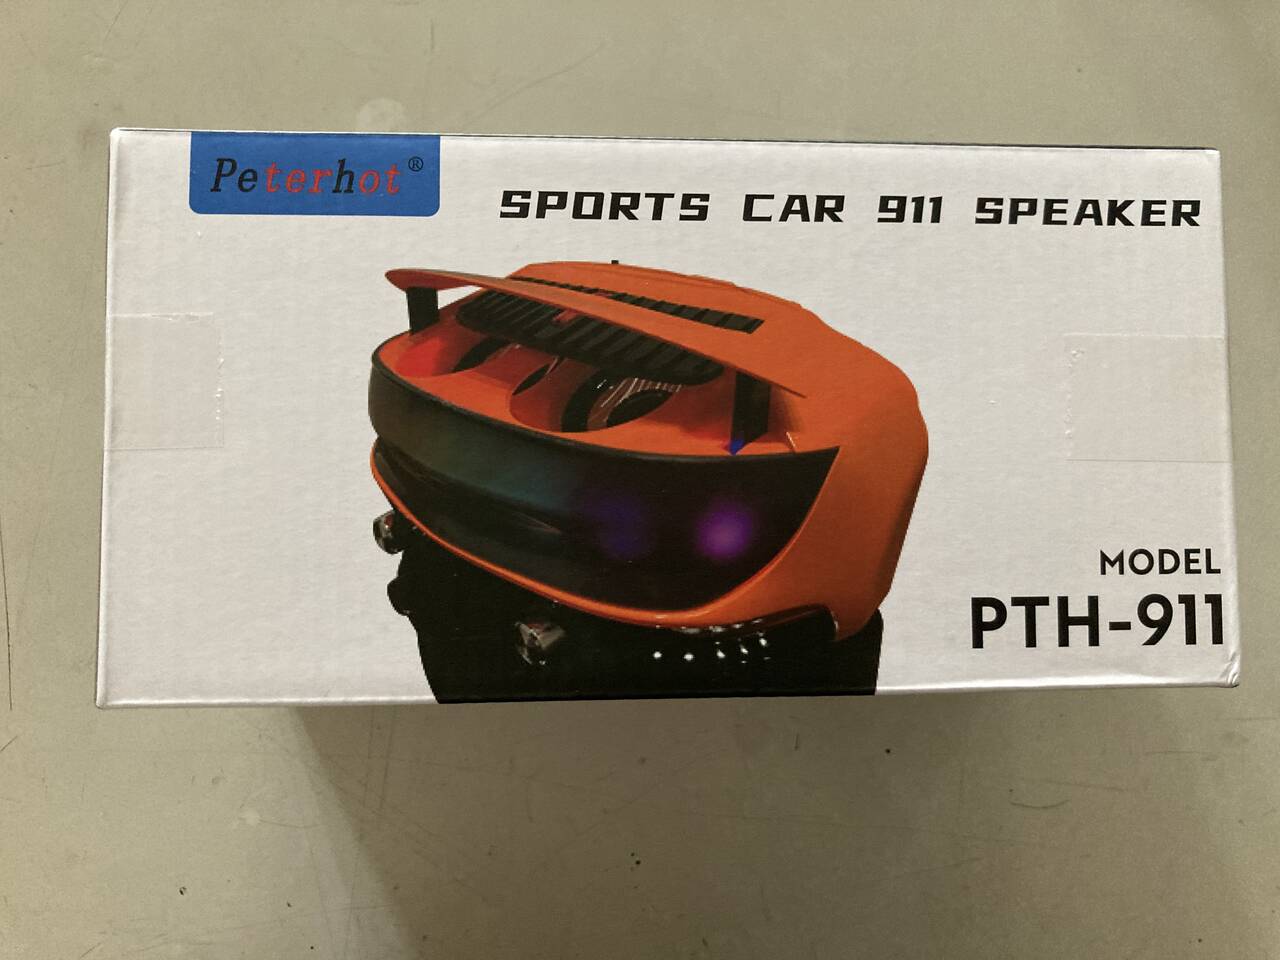 Peterhot®
SPORTS CAR 911 SPEAKER
MODEL
PTH-911